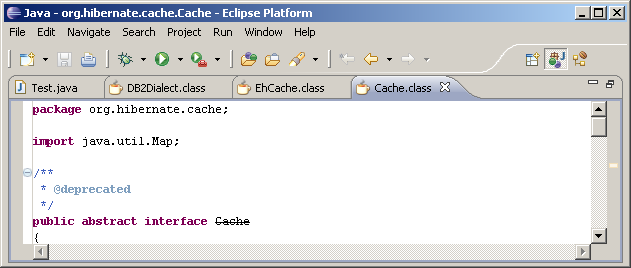 Java - org.hibernate.cache.Cache - Eclipse Platform
File Edit Navigate Search Project Run Window Help
Test.java DB2Dialect.class EhCache.class Cache.class
package org.hibernate.cache;
import java.util.Map;
/**
 * @deprecated
 */
public abstract interface Cache
{